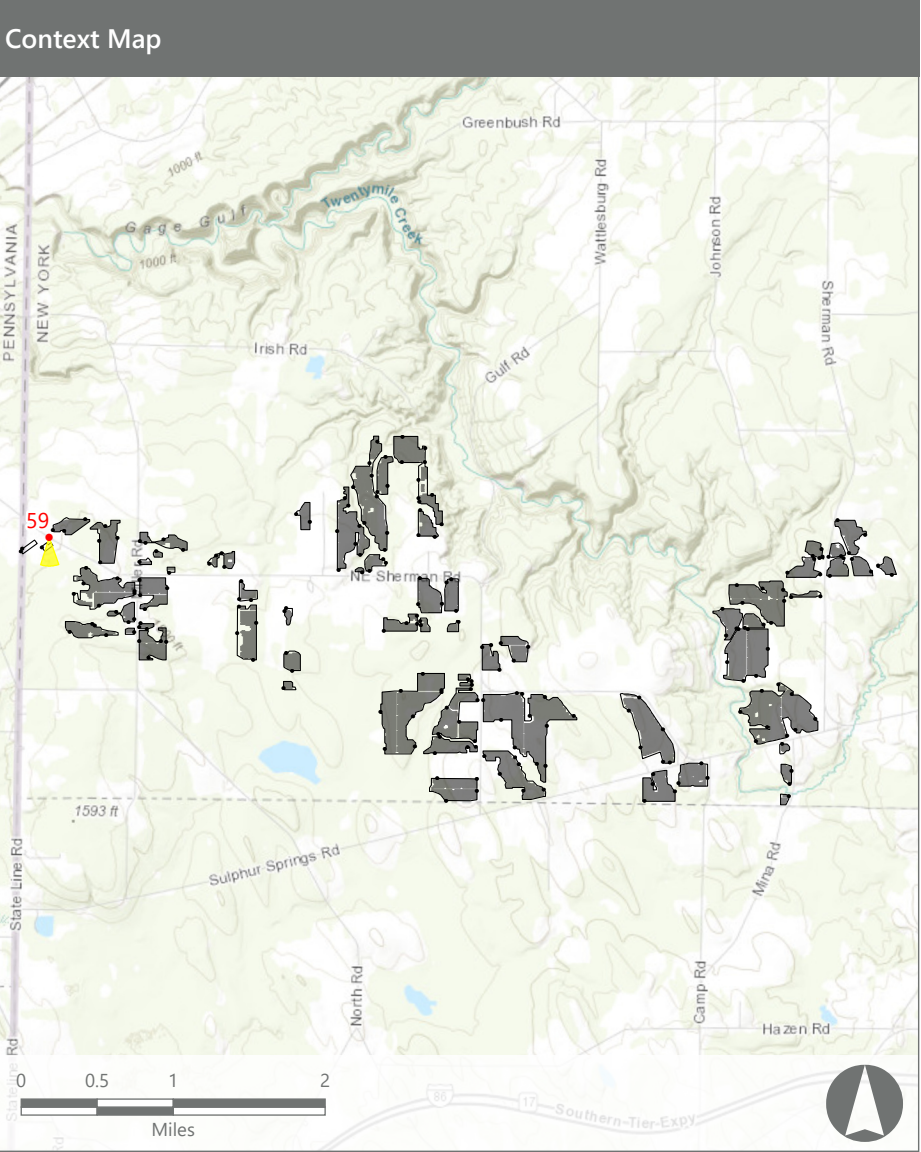 Context Map
Greenbush Rd
1000 ft
Wattlesburg Rd
Twentymile Creek
Gage Gulf
Johnson Rd
PENNSYLVANIA
NEW YORK
1000 ft
Sherman Rd
Irish Rd
Gulf Rd
59
NE Sherman Rd
1593 ft
State Line Rd
Sulphur Springs Rd
Mina Rd
North Rd
Camp Rd
Hazen Rd
0 0.5 1 2
Miles
86
17
Southern-Tier-Expy